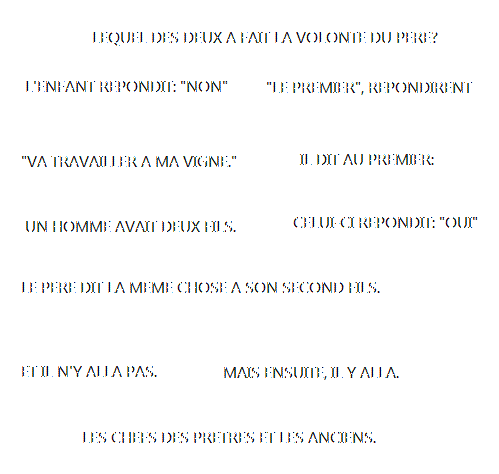 LEQUEL DES DEUX A FAIT LA VOLONTE DU PERE?
L'ENFANT REPONDIT: "NON"
"LE PREMIER", REPONDIRENT
"VA TRAVAILLER A MA VIGNE."
IL DIT AU PREMIER:
UN HOMME AVAIT DEUX FILS.
CELUI-CI REPONDIT: "OUI"
LE PERE DIT LA MEME CHOSE A SON SECOND FILS.
ET IL N'Y ALLA PAS.
MAIS ENSUITE, IL Y ALLA.
LES CHEFS DES PRETRES ET LES ANCIENS.